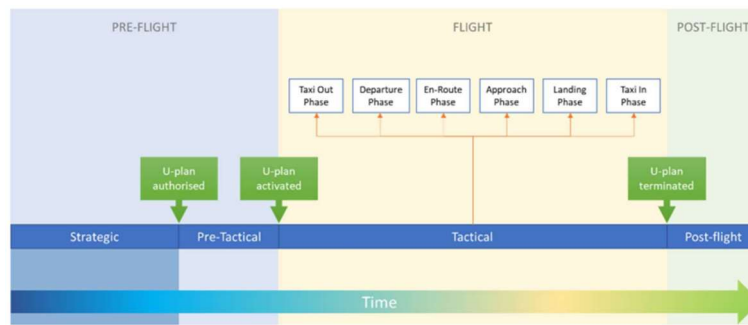 PRE-FLIGHT
FLIGHT
POST-FLIGHT
Taxi Out
Phase
Departure
Phase
En-Route
Phase
Approach
Phase
Landing
Phase
Taxi In
Phase
U-plan
authorised
U-plan
activated
U-plan
terminated
Strategic
Pre-Tactical
Tactical
Post-flight
Time